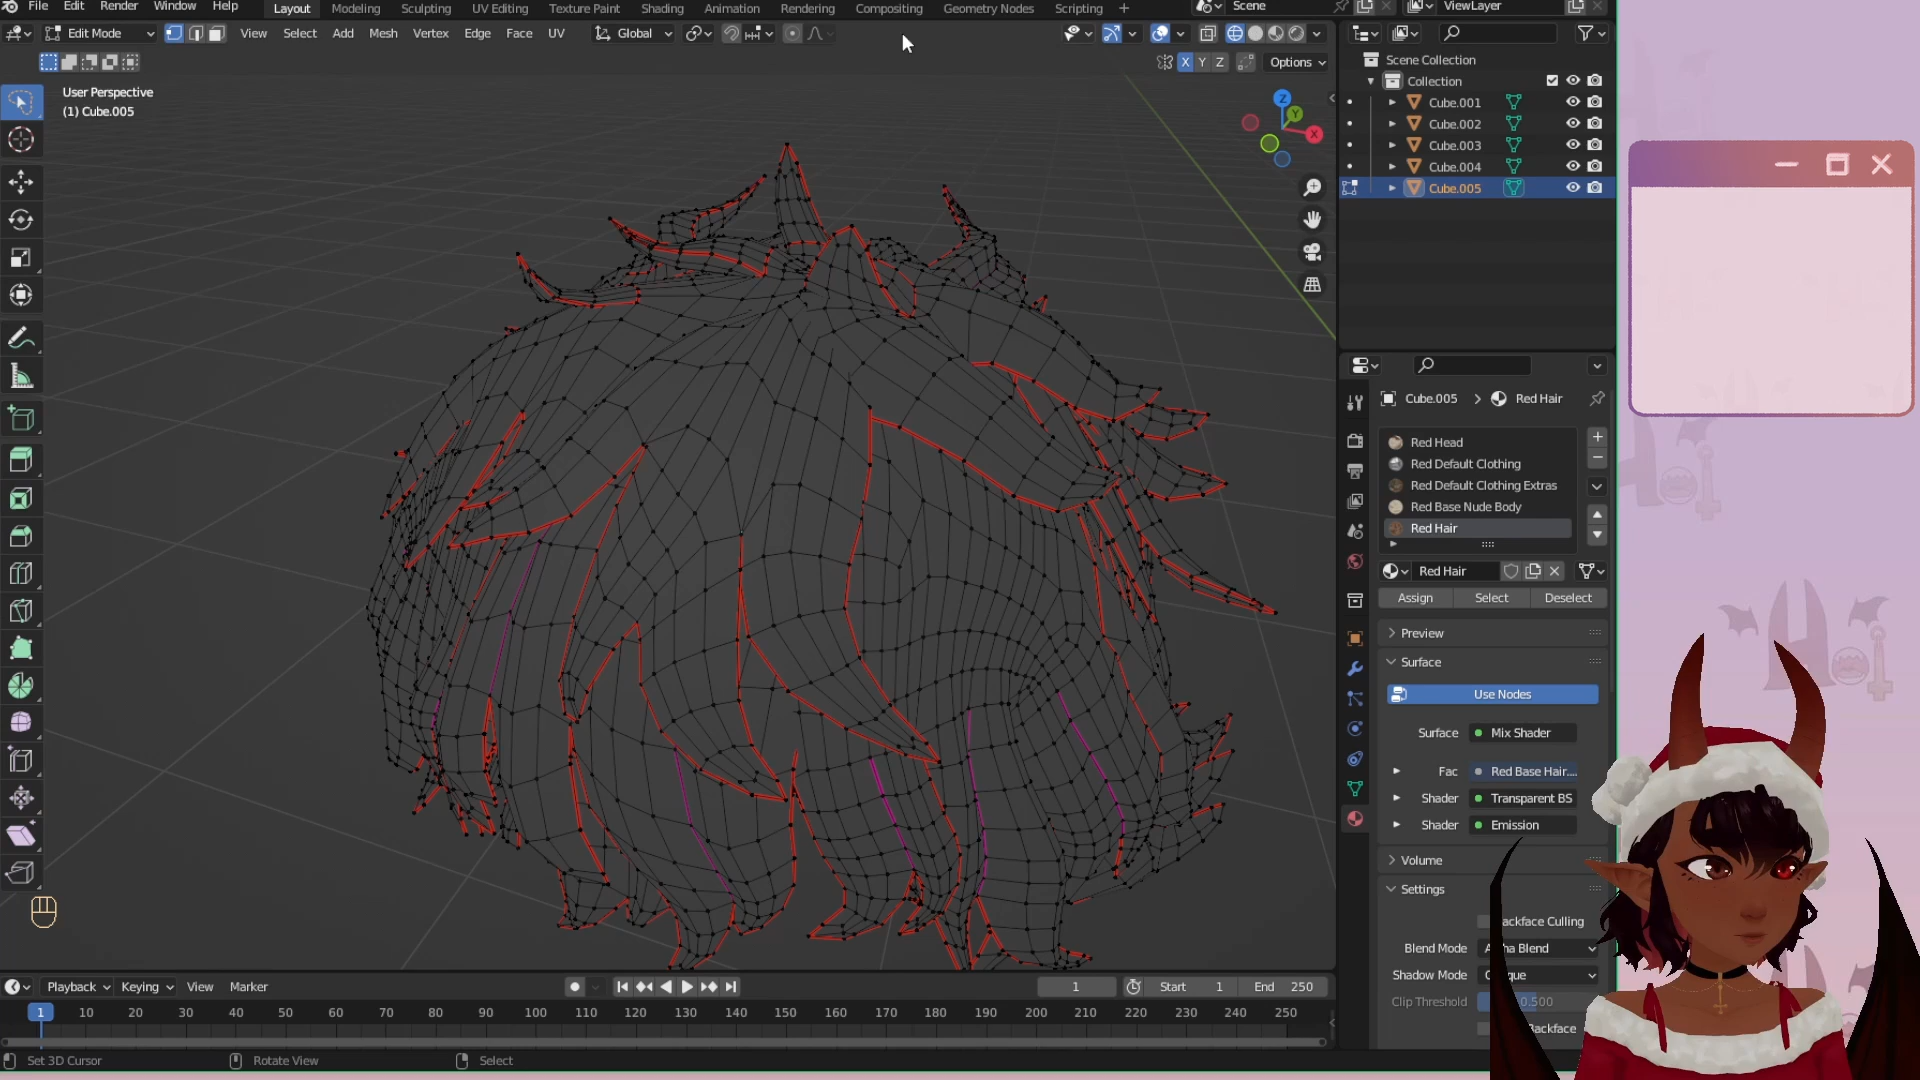 File Edit Render Window Help Layout Modeling Sculpting UV Editing Texture Paint Shading Animation Rendering Compositing Geometry Nodes Scripting + Scene ViewLayer
Edit Mode View Select Add Mesh Vertex Edge Face UV Global
X Y Z Options
User Perspective
(1) Cube.005
Z
Y
X
Scene Collection
Collection
Cube.001
Cube.002
Cube.003
Cube.004
Cube.005
Cube.005 > Red Hair
Red Head
Red Default Clothing
Red Default Clothing Extras
Red Base Nude Body
Red Hair
Red Hair
Assign Select Deselect
Preview
Surface
Use Nodes
Surface Mix Shader
Fac Red Base Hair....
Shader Transparent BS
Shader Emission
Volume
Settings
ackface Culling
Blend Mode
Shadow Mode
Clip Threshold 0.500
Backface
Playback Keying View Marker 1 Start 1 End 250
1 10 20 30 40 50 60 70 80 90 100 110 120 130 140 150 160 170 180 190 200 210 220 230 240 250
Set 3D Cursor Rotate View Select